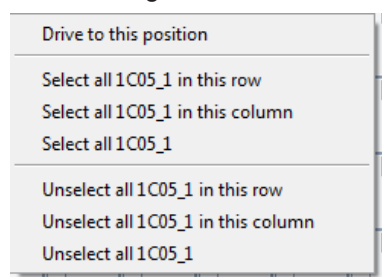 Drive to this position
Select all 1C05_1 in this row
Select all 1C05_1 in this column
Select all 1C05_1
Unselect all 1C05_1 in this row
Unselect all 1C05_1 in this column
Unselect all 1C05_1